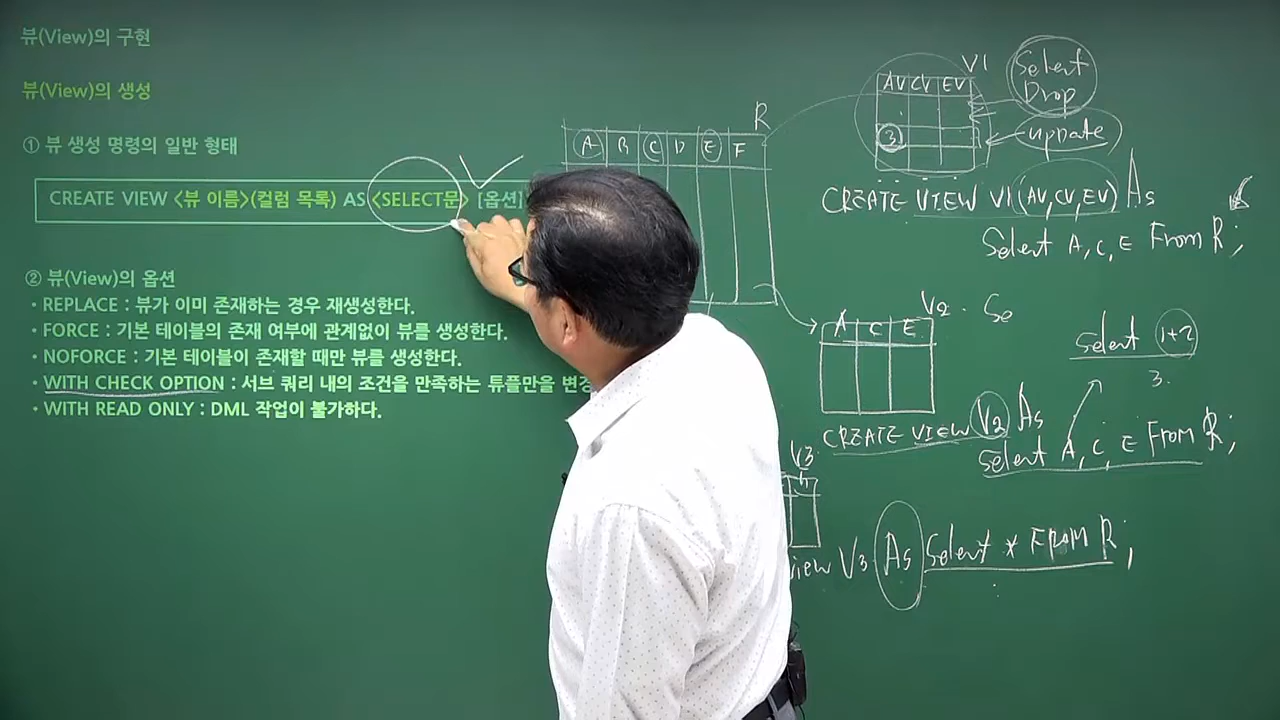 뷰(View)의 구현
뷰(View)의 생성
① 뷰 생성 명령의 일반 형태
CREATE VIEW <뷰 이름>(컬럼 목록) AS <SELECT문> [옵션]
② 뷰(View)의 옵션
• REPLACE : 뷰가 이미 존재하는 경우 재생성한다.
• FORCE : 기본 테이블의 존재 여부에 관계없이 뷰를 생성한다.
• NOFORCE : 기본 테이블이 존재할 때만 뷰를 생성한다.
• WITH CHECK OPTION : 서브 쿼리 내의 조건을 만족하는 튜플만을 변경
• WITH READ ONLY : DML 작업이 불가하다.
R
A B C D E F
V1
AV CV EV
3
Select
Drop
update
CREATE VIEW V1(AV, CV, EV) As
Select A, C, E From R;
V2. Se
A C E
select 1+2
3.
CREATE VIEW V2 As
Select A, C, E From R;
V3
view V3 As Select * From R;